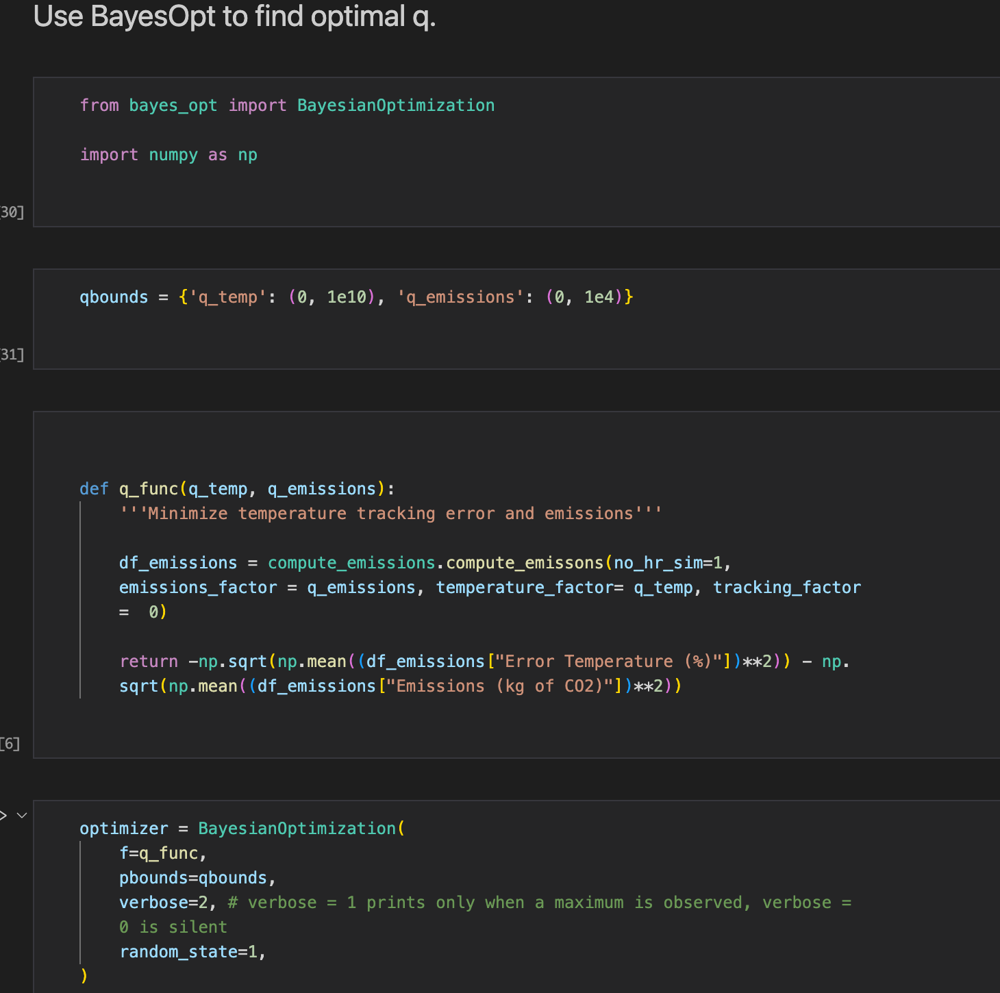 Use BayesOpt to find optimal q.
from bayes_opt import BayesianOptimization
import numpy as np
30]
qbounds = {'q_temp': (0, 1e10), 'q_emissions': (0, 1e4)}
31]
def q_func(q_temp, q_emissions):
'''Minimize temperature tracking error and emissions'''
df_emissions = compute_emissions.compute_emissons(no_hr_sim=1,
emissions_factor = q_emissions, temperature_factor= q_temp, tracking_factor
=  0)
return -np.sqrt(np.mean((df_emissions["Error Temperature (%)"])**2)) - np.
sqrt(np.mean((df_emissions["Emissions (kg of CO2)"])**2))
[6]
optimizer = BayesianOptimization(
f=q_func,
pbounds=qbounds,
verbose=2, # verbose = 1 prints only when a maximum is observed, verbose =
0 is silent
random_state=1,
)